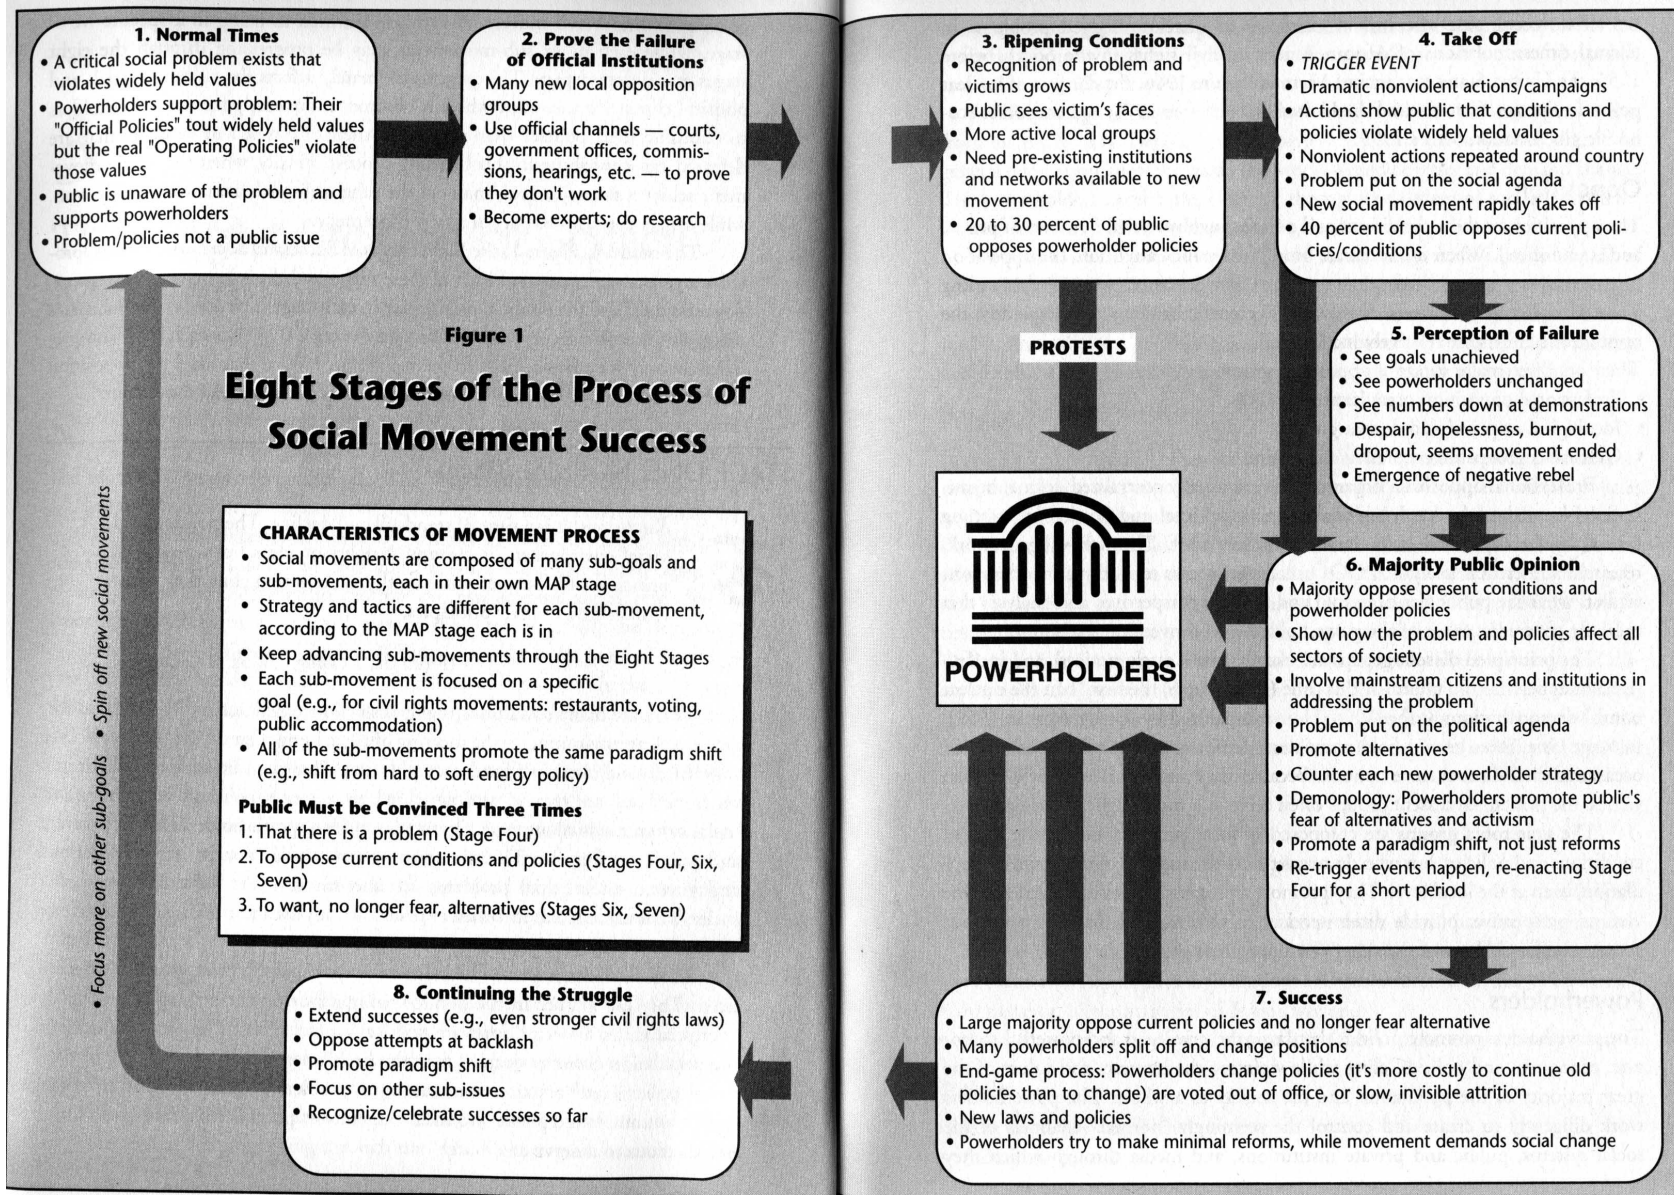 1. Normal Times
• A critical social problem exists that
violates widely held values
• Powerholders support problem: Their
"Official Policies" tout widely held values
but the real "Operating Policies" violate
those values
• Public is unaware of the problem and
supports powerholders
• Problem/policies not a public issue
2. Prove the Failure
of Official Institutions
• Many new local opposition
groups
• Use official channels — courts,
government offices, commis-
sions, hearings, etc. — to prove
they don't work
• Become experts; do research
3. Ripening Conditions
• Recognition of problem and
victims grows
• Public sees victim's faces
• More active local groups
• Need pre-existing institutions
and networks available to new
movement
• 20 to 30 percent of public
opposes powerholder policies
4. Take Off
• TRIGGER EVENT
• Dramatic nonviolent actions/campaigns
• Actions show public that conditions and
policies violate widely held values
• Nonviolent actions repeated around country
• Problem put on the social agenda
• New social movement rapidly takes off
• 40 percent of public opposes current poli-
cies/conditions
PROTESTS
5. Perception of Failure
• See goals unachieved
• See powerholders unchanged
• See numbers down at demonstrations
• Despair, hopelessness, burnout,
dropout, seems movement ended
• Emergence of negative rebel
Figure 1
Eight Stages of the Process of
Social Movement Success
CHARACTERISTICS OF MOVEMENT PROCESS
• Social movements are composed of many sub-goals and
sub-movements, each in their own MAP stage
• Strategy and tactics are different for each sub-movement,
according to the MAP stage each is in
• Keep advancing sub-movements through the Eight Stages
• Each sub-movement is focused on a specific
goal (e.g., for civil rights movements: restaurants, voting,
public accommodation)
• All of the sub-movements promote the same paradigm shift
(e.g., shift from hard to soft energy policy)
Public Must be Convinced Three Times
1. That there is a problem (Stage Four)
2. To oppose current conditions and policies (Stages Four, Six,
Seven)
3. To want, no longer fear, alternatives (Stages Six, Seven)
POWERHOLDERS
6. Majority Public Opinion
• Majority oppose present conditions and
powerholder policies
• Show how the problem and policies affect all
sectors of society
• Involve mainstream citizens and institutions in
addressing the problem
• Problem put on the political agenda
• Promote alternatives
• Counter each new powerholder strategy
• Demonology: Powerholders promote public's
fear of alternatives and activism
• Promote a paradigm shift, not just reforms
• Re-trigger events happen, re-enacting Stage
Four for a short period
7. Success
• Large majority oppose current policies and no longer fear alternative
• Many powerholders split off and change positions
• End-game process: Powerholders change policies (it's more costly to continue old
policies than to change) are voted out of office, or slow, invisible attrition
• New laws and policies
• Powerholders try to make minimal reforms, while movement demands social change
8. Continuing the Struggle
• Extend successes (e.g., even stronger civil rights laws)
• Oppose attempts at backlash
• Promote paradigm shift
• Focus on other sub-issues
• Recognize/celebrate successes so far
• Focus more on other sub-goals • Spin off new social movements